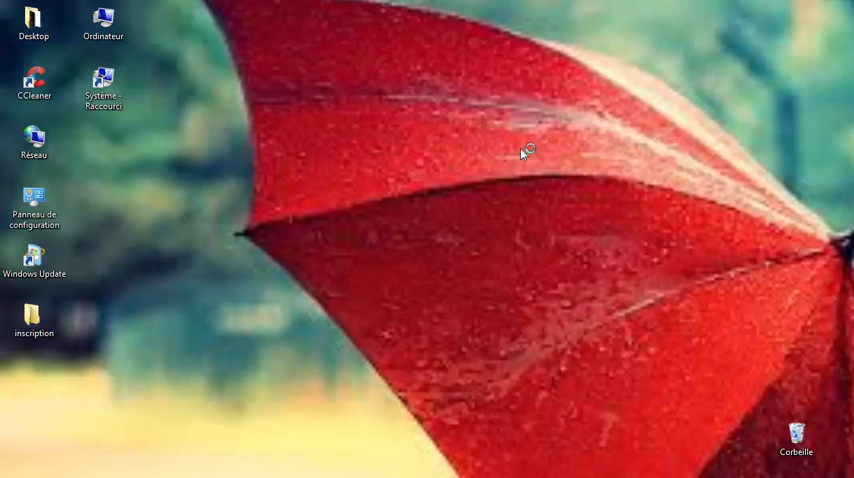 Desktop
Ordinateur
CCleaner
Système -
Raccourci
Réseau
Panneau de
configuration
Windows Update
inscription
Corbeille